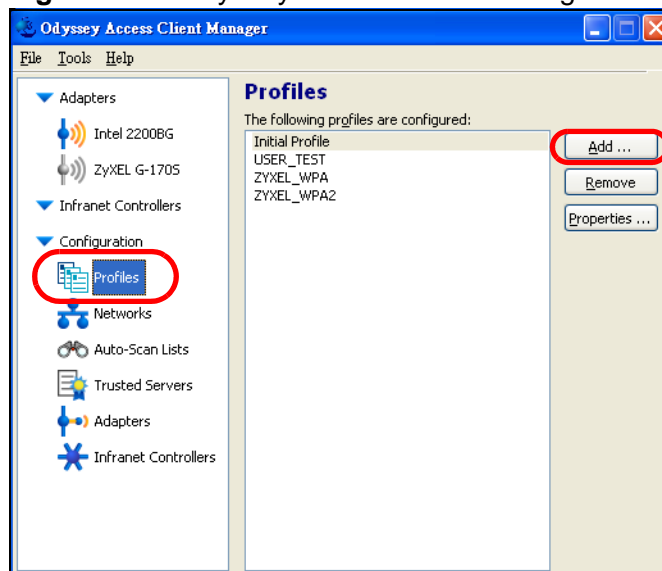 Odyssey Access Client Manager
File Tools Help
Adapters
Intel 2200BG
ZyXEL G-170S
Infranet Controllers
Configuration
Profiles
Networks
Auto-Scan Lists
Trusted Servers
Adapters
Infranet Controllers
Profiles
The following profiles are configured:
Initial Profile
USER_TEST
ZYXEL_WPA
ZYXEL_WPA2
Add ...
Remove
Properties ...